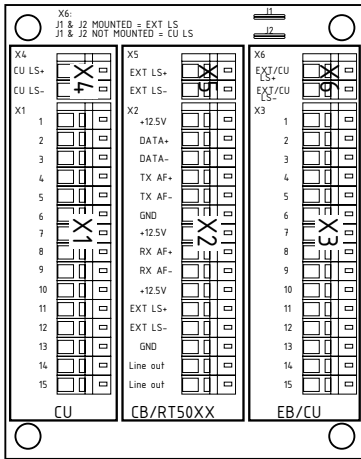 X6:
J1 & J2 MOUNTED = EXT LS
J1 & J2 NOT MOUNTED = CU LS
J1
J2
X4
CU LS+
CU LS-
X4
X1
1
2
3
4
5
6
7
8
9
10
11
12
13
14
15
X1
CU
X5
EXT LS+
EXT LS-
X5
X2
+12.5V
DATA+
DATA-
TX AF+
TX AF-
GND
+12.5V
RX AF+
RX AF-
+12.5V
EXT LS+
EXT LS-
GND
Line out
Line out
X2
CB/RT50XX
X6
EXT/CU
LS+
EXT/CU
LS-
X6
X3
1
2
3
4
5
6
7
8
9
10
11
12
13
14
15
X3
EB/CU